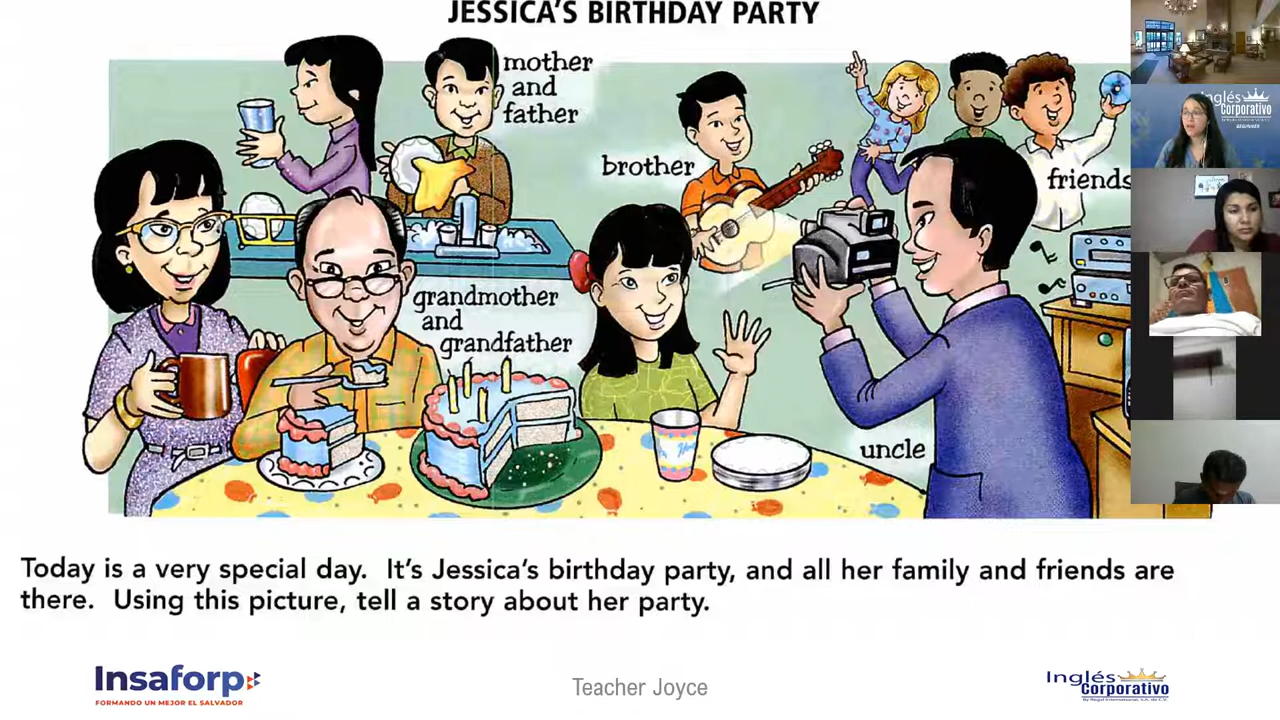 JESSICA'S BIRTHDAY PARTY
mother
and
father
brother
friends
grandmother
and
grandfather
uncle
Today is a very special day. It's Jessica's birthday party, and all her family and friends are
there. Using this picture, tell a story about her party.
Insaforp
FORMANDO UN MEJOR EL SALVADOR
Teacher Joyce
Inglés
Corporativo
nglés
Corporativo
BEGINNER